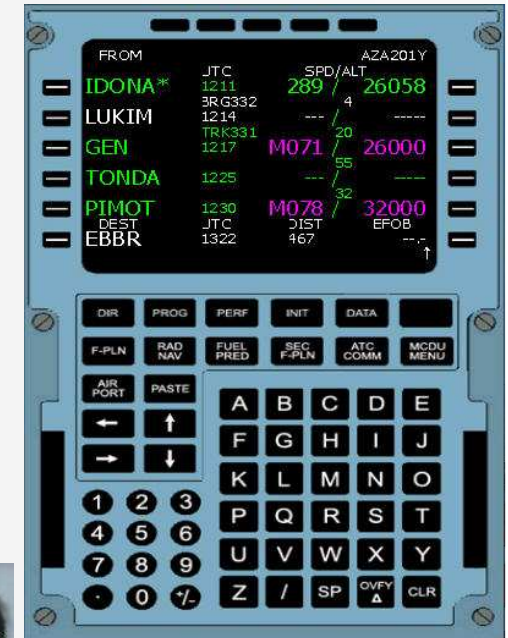 FROM AZA201Y
JTC SPD/ALT
IDONA* 1211 289 / 26058
BRG332 4
LUKIM 1214 --- / -----
TRK331 20
GEN 1217 M071 / 26000
55
TONDA 1225 --- / -----
32
PIMOT 1230 M078 / 32000
DEST JTC DIST EFOB
EBBR 1322 467 --.-
↑
DIR PROG PERF INIT DATA
F-PLN RAD NAV FUEL PRED SEC F-PLN ATC COMM MCDU MENU
AIR PORT PASTE
← ↑
→ ↓
A B C D E
F G H I J
K L M N O
1 2 3
P Q R S T
4 5 6
U V W X Y
7 8 9
Z / SP OVFY Δ CLR
. 0 +/-